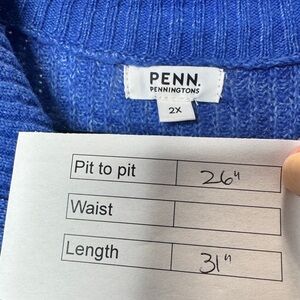 PENN.
PENNINGTONS
2X
Pit to pit 26"
Waist
Length 31"